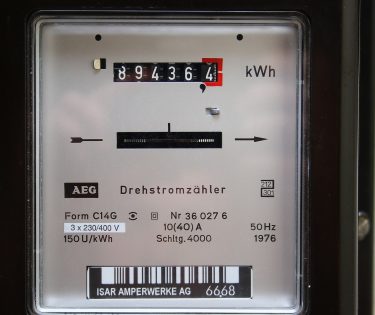 894364 kWh
AEG Drehstromzähler
Form C14G Nr 36 027 6
3 x 230/400 V 10(40) A 50Hz
150 U/kWh Schltg. 4000 1976
ISAR AMPERWERKE AG 6668